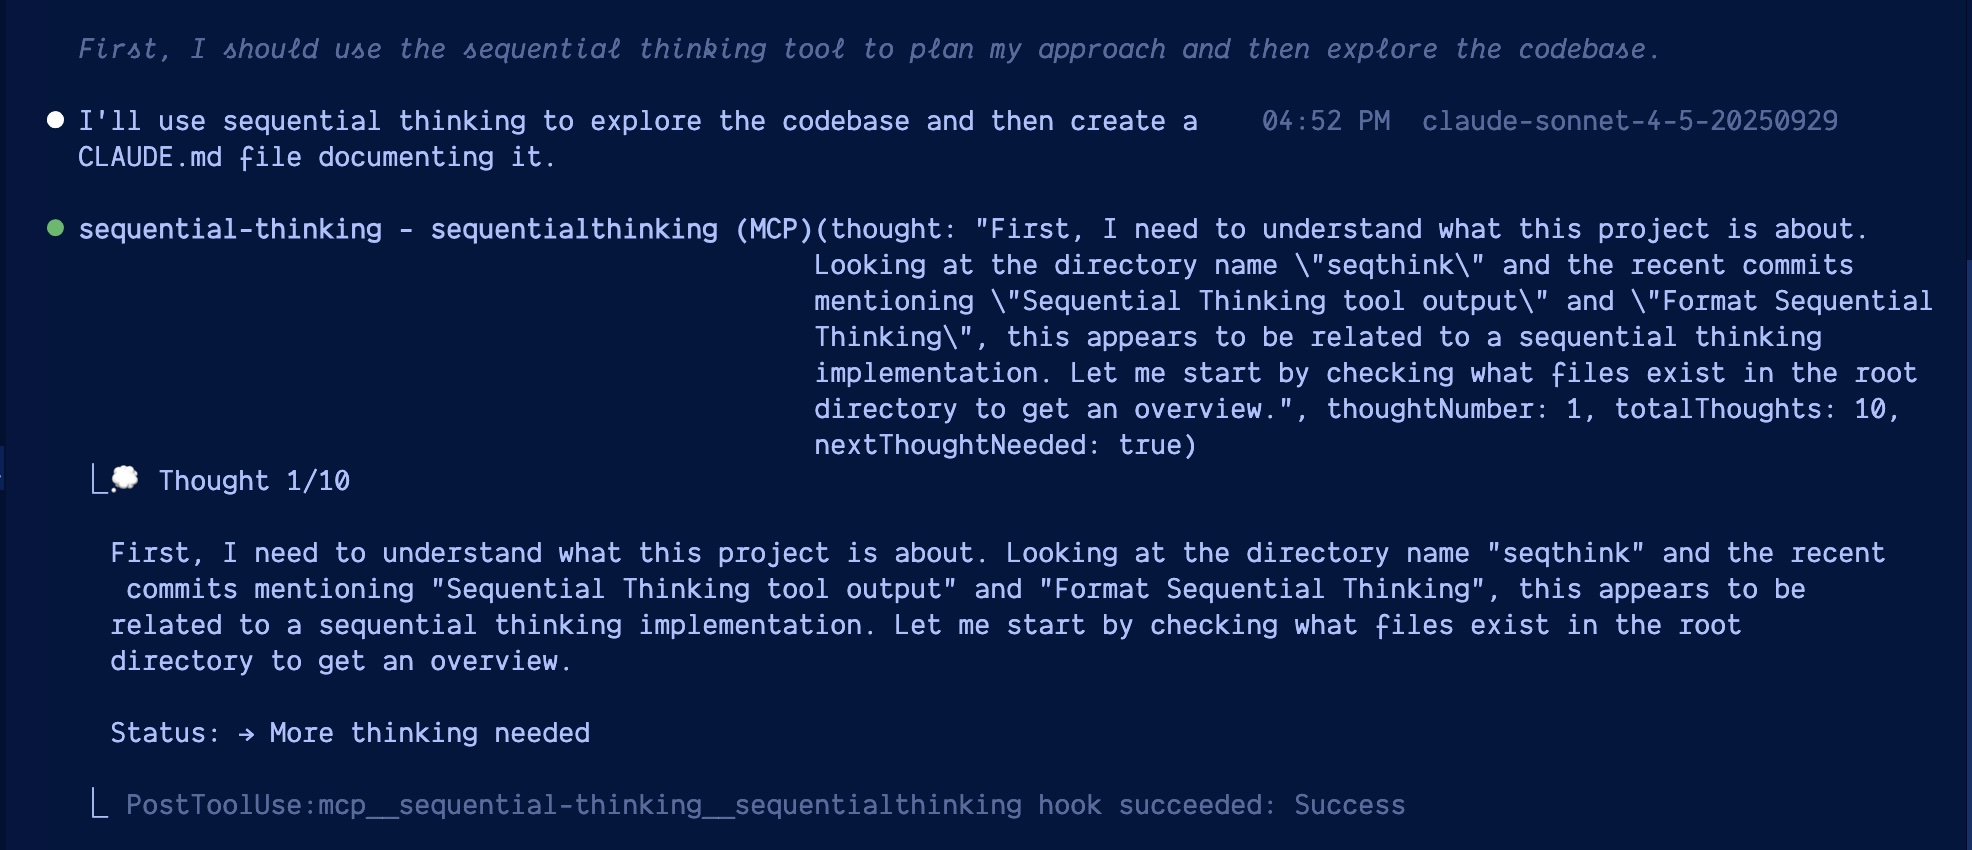 First, I should use the sequential thinking tool to plan my approach and then explore the codebase.
I'll use sequential thinking to explore the codebase and then create a 04:52 PM claude-sonnet-4-5-20250929
CLAUDE.md file documenting it.
sequential-thinking - sequentialthinking (MCP)(thought: "First, I need to understand what this project is about.
Looking at the directory name \"seqthink\" and the recent commits
mentioning \"Sequential Thinking tool output\" and \"Format Sequential
Thinking\", this appears to be related to a sequential thinking
implementation. Let me start by checking what files exist in the root
directory to get an overview.", thoughtNumber: 1, totalThoughts: 10,
nextThoughtNeeded: true)
💭 Thought 1/10
First, I need to understand what this project is about. Looking at the directory name "seqthink" and the recent
commits mentioning "Sequential Thinking tool output" and "Format Sequential Thinking", this appears to be
related to a sequential thinking implementation. Let me start by checking what files exist in the root
directory to get an overview.
Status: → More thinking needed
PostToolUse:mcp__sequential-thinking__sequentialthinking hook succeeded: Success